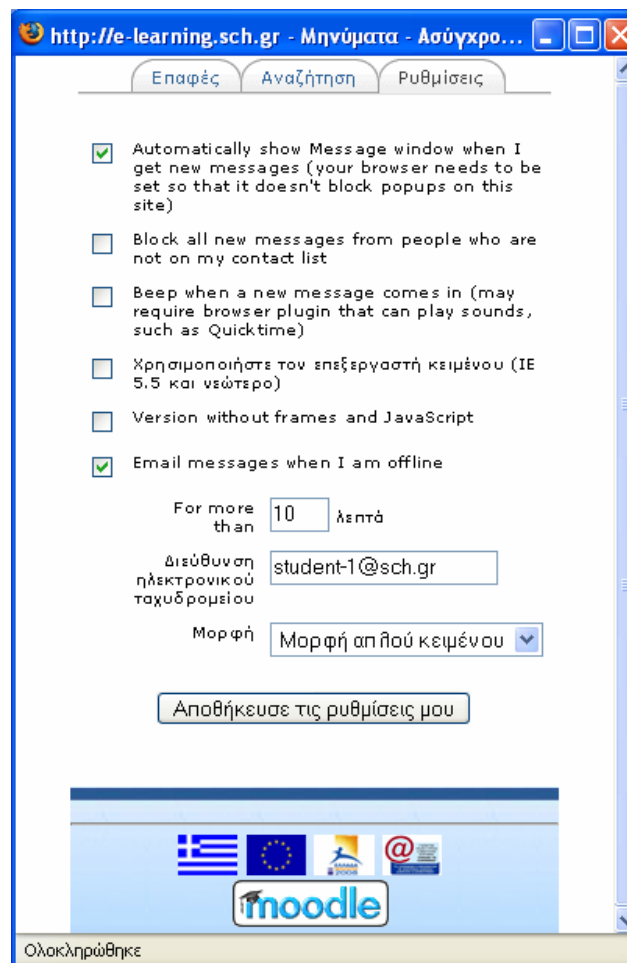 http://e-learning.sch.gr - Μηνύματα - Ασύγχρο...
Επαφές Αναζήτηση Ρυθμίσεις
Automatically show Message window when I
get new messages (your browser needs to be
set so that it doesn't block popups on this
site)
Block all new messages from people who are
not on my contact list
Beep when a new message comes in (may
require browser plugin that can play sounds,
such as Quicktime)
Χρησιμοποιήστε τον επεξεργαστή κειμένου (IE
5.5 και νεώτερο)
Version without frames and JavaScript
Email messages when I am offline
For more
than
10 λεπτά
Διεύθυνση
ηλεκτρονικού
ταχυδρομείου
student-1@sch.gr
Μορφή Μορφή απλού κειμένου
Αποθήκευσε τις ρυθμίσεις μου
moodle
Ολοκληρώθηκε